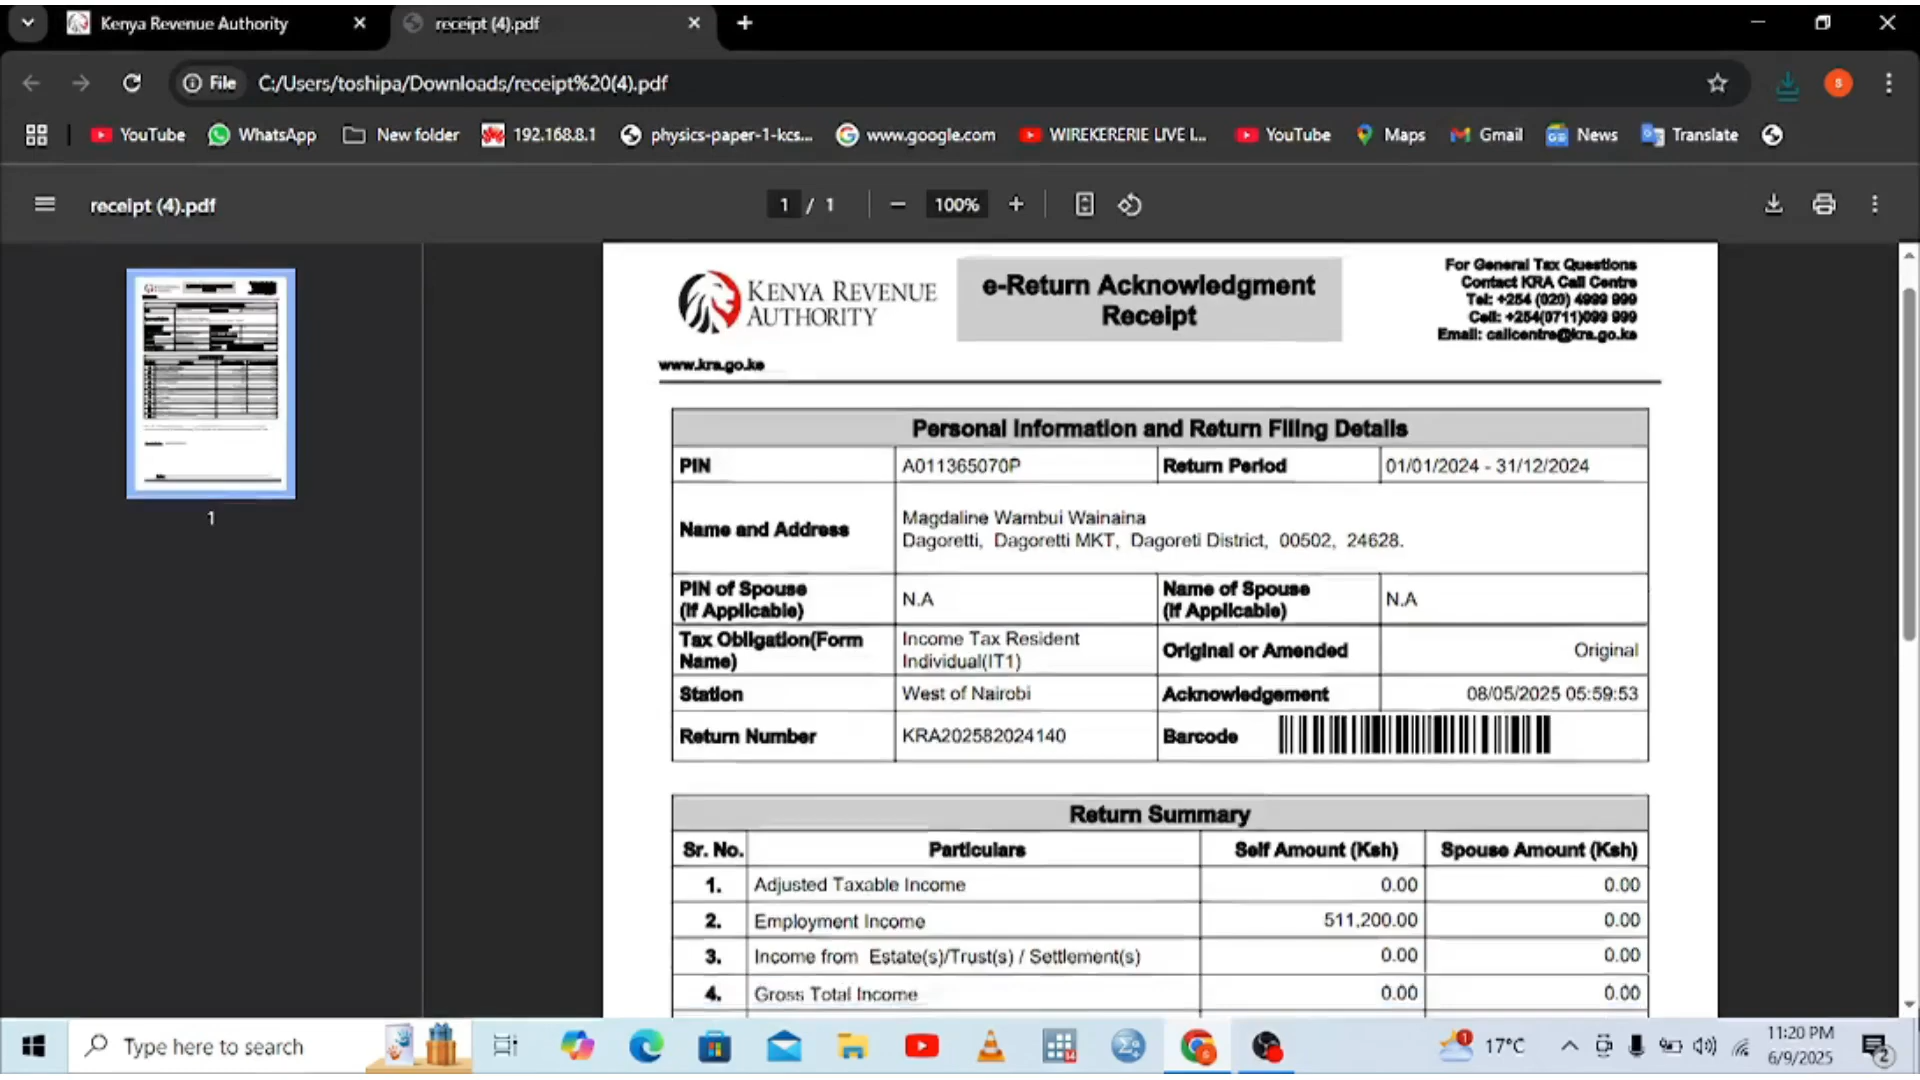 Kenya Revenue Authority
receipt (4).pdf
File
C:/Users/toshipa/Downloads/receipt%20(4).pdf
S
YouTube
WhatsApp
New folder
192.168.8.1
physics-paper-1-kcs...
www.google.com
WIREKERERIE LIVE I...
YouTube
Maps
Gmail
News
Translate
receipt (4).pdf
1 / 1
100%
1
KENYA REVENUE
AUTHORITY
www.kra.go.ke
e-Return Acknowledgment
Receipt
For General Tax Questions
Contact KRA Call Centre
Tel: +254 (020) 4999 999
Cell: +254(0711)099 999
Email: callcentre@kra.go.ke
Personal Information and Return Filing Details
PIN A011365070P Return Period 01/01/2024 - 31/12/2024
Name and Address Magdaline Wambui Wainaina
Dagoretti, Dagoretti MKT, Dagoreti District, 00502, 24628.
PIN of Spouse
(If Applicable) N.A Name of Spouse
(If Applicable) N.A
Tax Obligation(Form
Name) Income Tax Resident
Individual(IT1) Original or Amended Original
Station West of Nairobi Acknowledgement 08/05/2025 05:59:53
Return Number KRA202582024140 Barcode
Return Summary
Sr. No. Particulars Self Amount (Ksh) Spouse Amount (Ksh)
1. Adjusted Taxable Income 0.00 0.00
2. Employment Income 511,200.00 0.00
3. Income from Estate(s)/Trust(s) / Settlement(s) 0.00 0.00
4. Gross Total Income 0.00 0.00
Type here to search
17°C
11:20 PM
6/9/2025
2